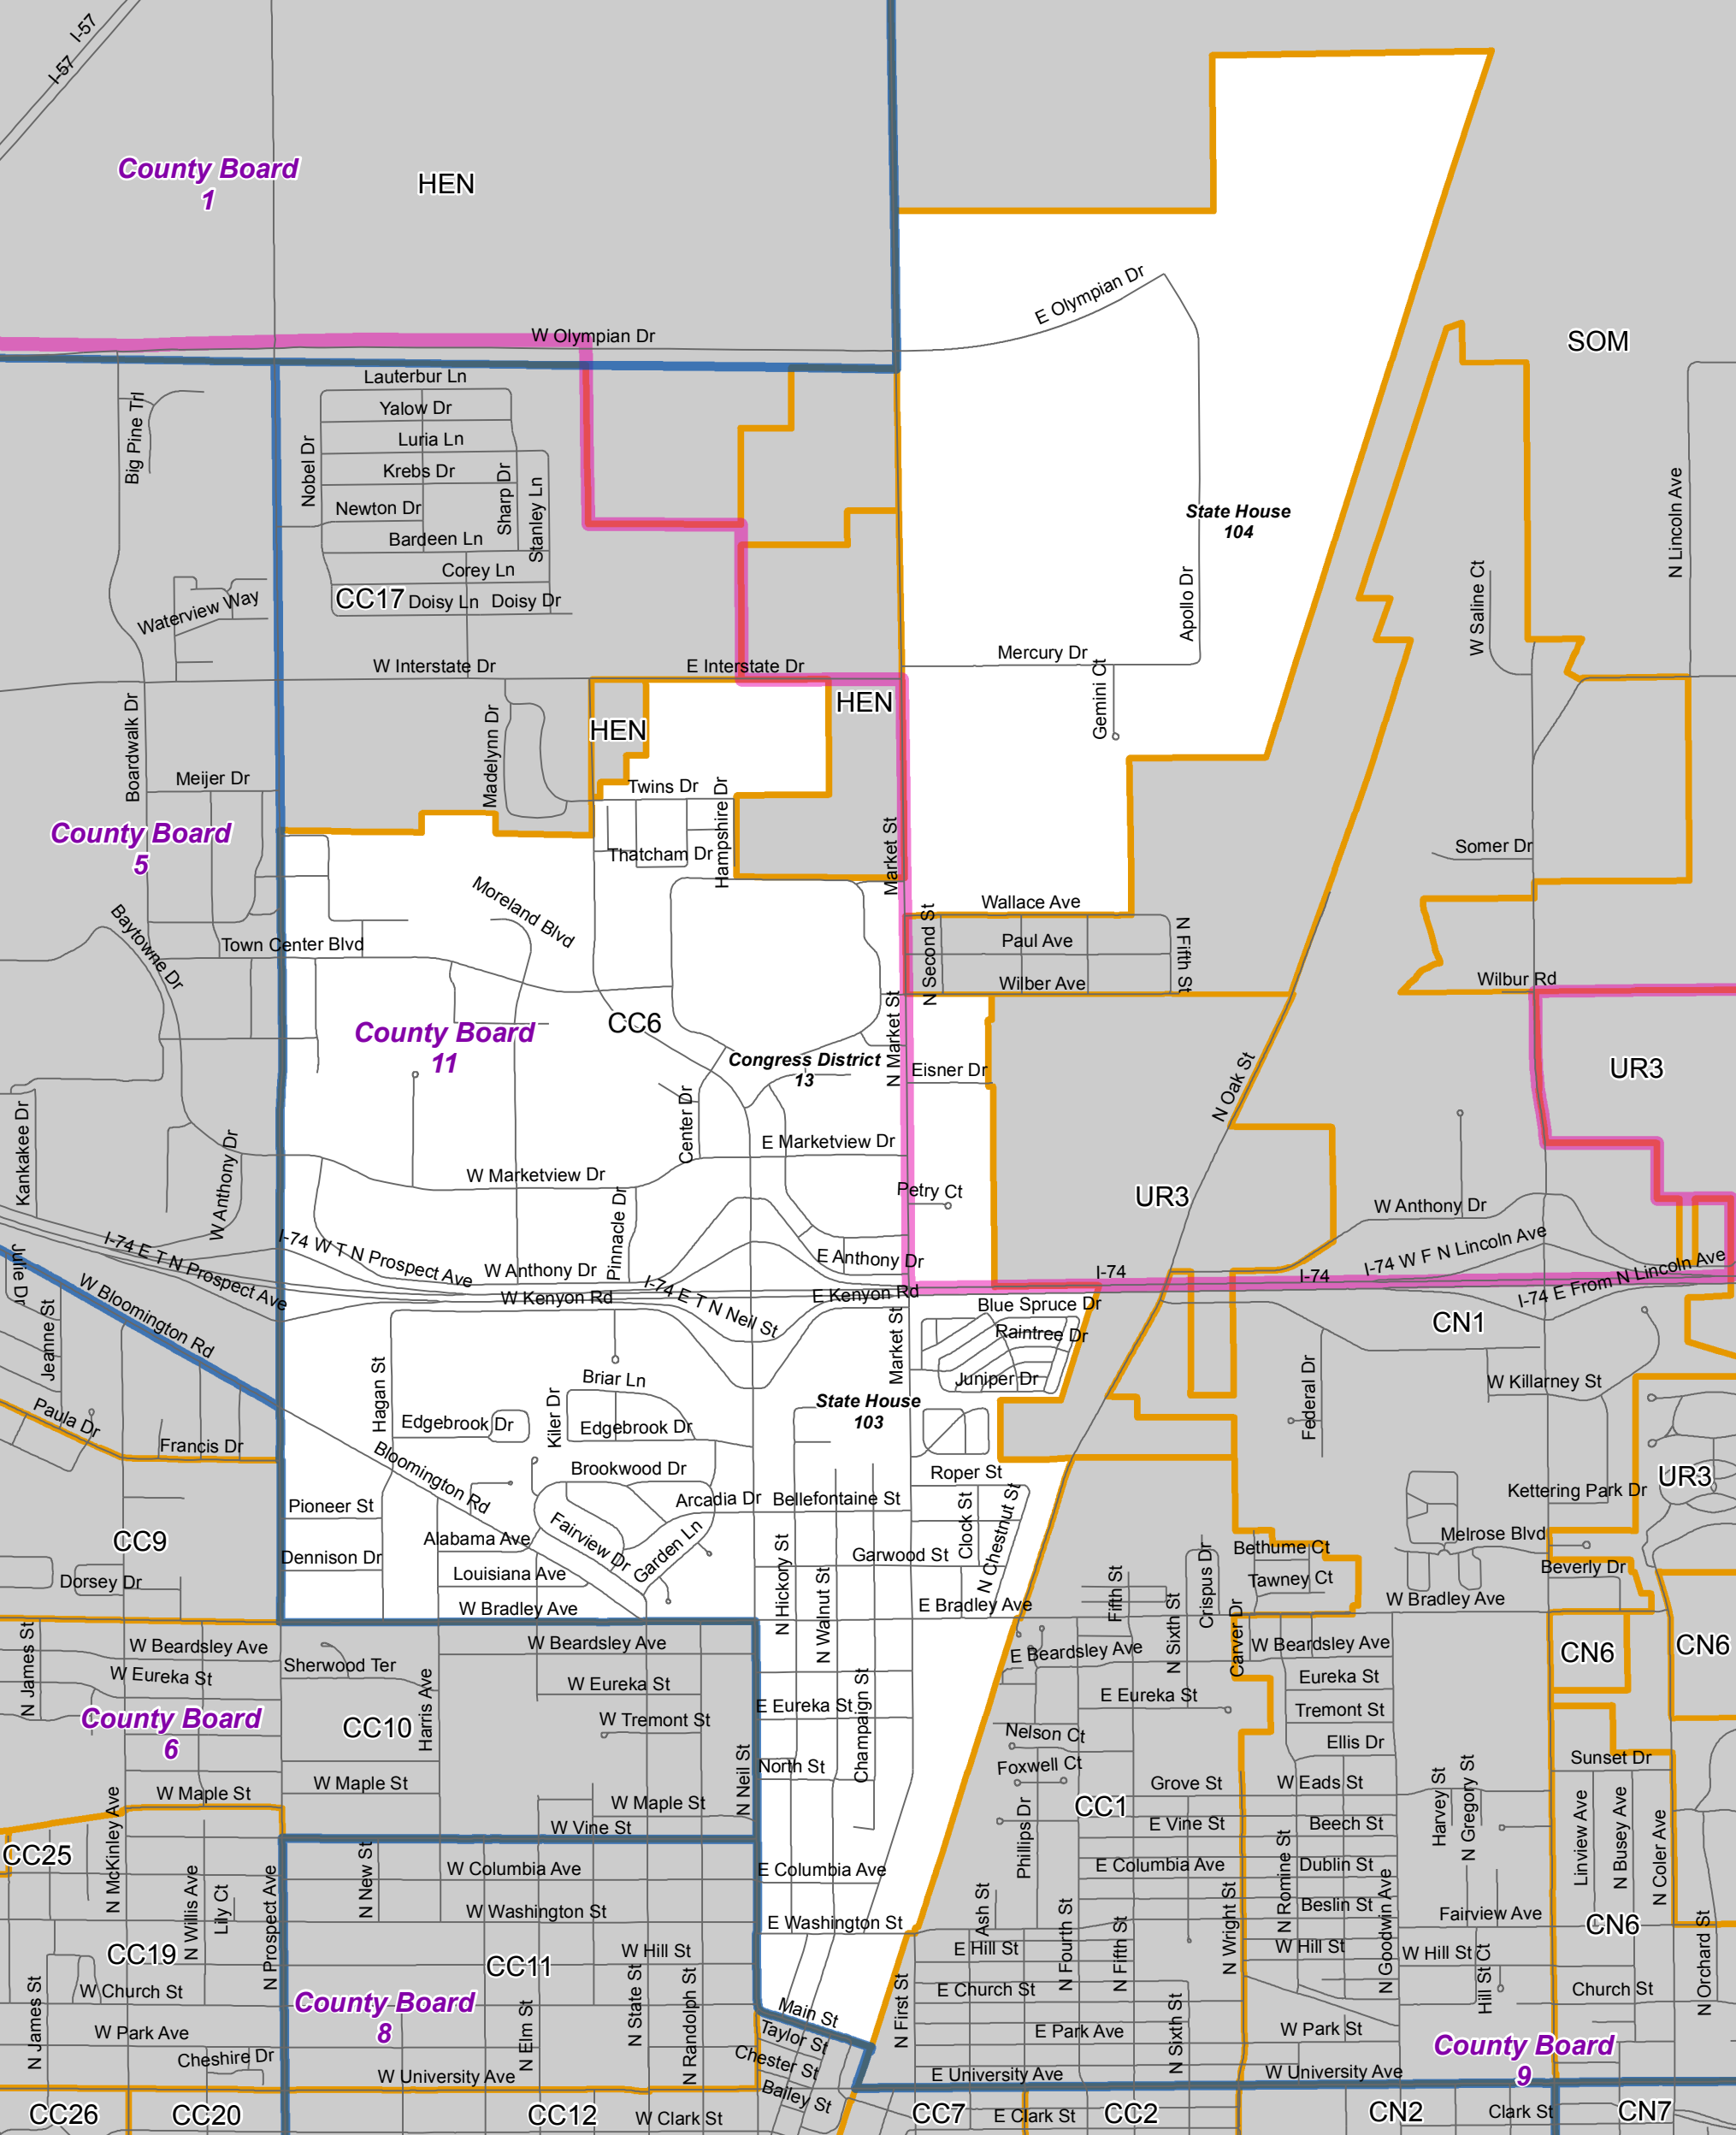 I-57
I-57
County Board
1
HEN
E Olympian Dr
W Olympian Dr
SOM
Lauterbur Ln
Yalow Dr
Big Pine Trl
Luria Ln
Nobel Dr
Krebs Dr
Sharp Dr
Stanley Ln
Newton Dr
State House
104
N Lincoln Ave
Bardeen Ln
Corey Ln
CC17
Doisy Ln
Doisy Dr
Waterview Way
Apollo Dr
W Saline Ct
W Interstate Dr
E Interstate Dr
Mercury Dr
Gemini Ct
HEN
HEN
Boardwalk Dr
Madelynn Dr
Meijer Dr
Twins Dr
Hampshire Dr
County Board
5
Thatcham Dr
Market St
Somer Dr
Moreland Blvd
Wallace Ave
Baytowne Dr
Town Center Blvd
N Second St
Paul Ave
N Fifth St
Wilber Ave
Wilbur Rd
CC6
County Board
11
N Market St
Congress District
13
Eisner Dr
N Oak St
UR3
Kankakee Dr
Center Dr
W Anthony Dr
E Marketview Dr
W Marketview Dr
Petry Ct
UR3
W Anthony Dr
Pinnacle Dr
I-74 E T N Prospect Ave
I-74 W T N Prospect Ave
W Anthony Dr
E Anthony Dr
I-74
I-74
I-74 W F N Lincoln Ave
I-74 E From N Lincoln Ave
Julie Dr
W Bloomington Rd
W Kenyon Rd
I-74 E T N Neil St
E Kenyon Rd
Blue Spruce Dr
Raintree Dr
CN1
Jeanne St
Market St
Juniper Dr
Federal Dr
W Killarney St
Hagan St
Briar Ln
Kiler Dr
State House
103
Paula Dr
Francis Dr
Edgebrook Dr
Edgebrook Dr
Bloomington Rd
Brookwood Dr
Roper St
UR3
Pioneer St
Arcadia Dr
Bellefontaine St
Clock St
N Chestnut St
Kettering Park Dr
CC9
Alabama Ave
Fairview Dr
Garden Ln
N Hickory St
Melrose Blvd
Dennison Dr
Garwood St
Bethume Ct
Beverly Dr
Dorsey Dr
Louisiana Ave
Crispus Dr
Tawney Ct
N Walnut St
Fifth St
W Bradley Ave
E Bradley Ave
W Bradley Ave
N James St
W Beardsley Ave
W Beardsley Ave
N Sixth St
Carver Dr
E Beardsley Ave
W Beardsley Ave
CN6
CN6
W Eureka St
Sherwood Ter
W Eureka St
Harris Ave
E Eureka St
Champaign St
E Eureka St
Eureka St
County Board
6
CC10
W Tremont St
Tremont St
Nelson Ct
Ellis Dr
N Neil St
North St
Foxwell Ct
Sunset Dr
W Maple St
W Maple St
Grove St
W Eads St
Harvey St
N Gregory St
N McKinley Ave
W Maple St
CC1
W Vine St
Phillips Dr
E Vine St
Beech St
Linview Ave
N Busey Ave
N Coler Ave
CC25
W Columbia Ave
E Columbia Ave
E Columbia Ave
Dublin St
N New St
N Willis Ave
Lily Ct
N Prospect Ave
W Washington St
E Washington St
Ash St
N Wright St
N Romine St
Beslin St
Fairview Ave
CN6
CC19
CC11
W Hill St
E Hill St
N Fourth St
N Fifth St
W Hill St
N Goodwin Ave
W Hill St
Hill St Ct
N Orchard St
W Church St
County Board
8
E Church St
Church St
N James St
N Elm St
N State St
N Randolph St
Main St
N First St
N Sixth St
W Park Ave
Taylor St
E Park Ave
W Park St
County Board
9
Cheshire Dr
Chester St
W University Ave
E University Ave
W University Ave
Bailey St
CC26
CC20
CC12
W Clark St
CC7
E Clark St
CC2
CN2
Clark St
CN7